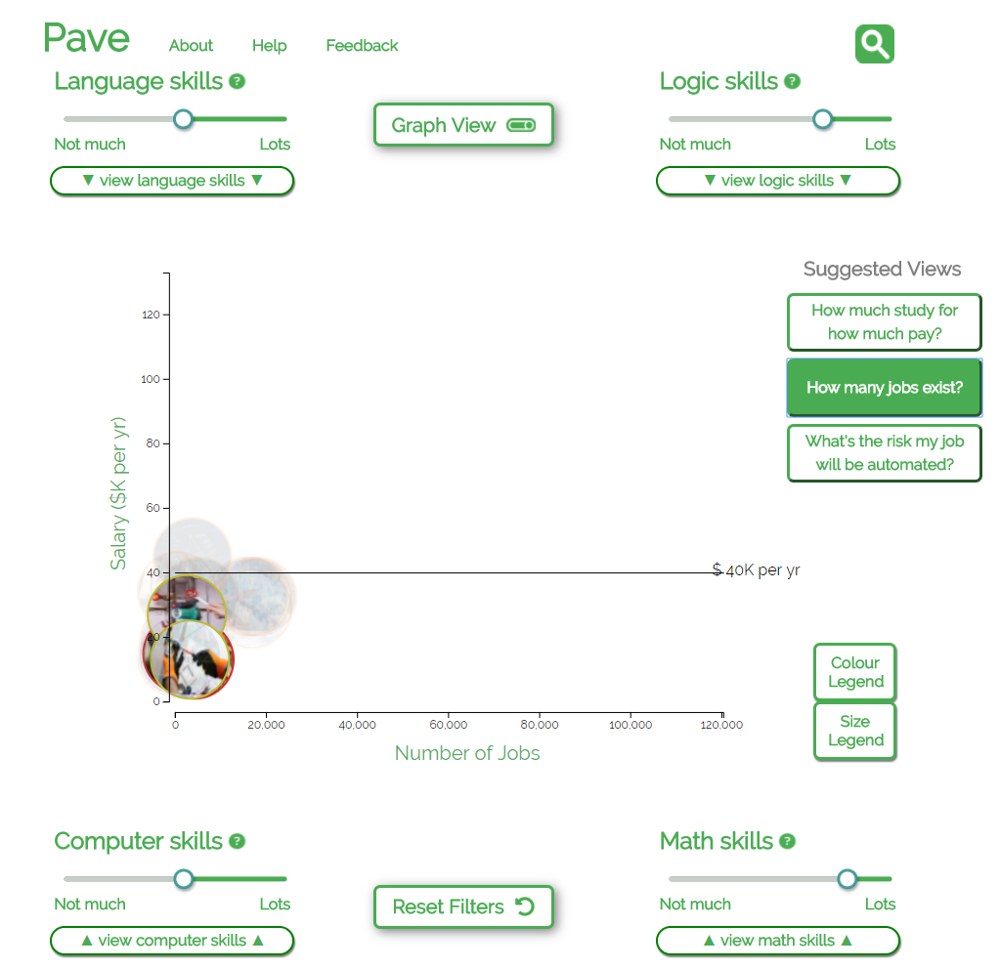 Pave About Help Feedback
Language skills ?
Not much Lots
▼ view language skills ▼
Graph View
Logic skills ?
Not much Lots
▼ view logic skills ▼
Suggested Views
How much study for
how much pay?
How many jobs exist?
What's the risk my job
will be automated?
Salary ($K per yr)
120
100
80
60
40
20
0
$ 40K per yr
0 20,000 40,000 60,000 80,000 100,000 120,000
Number of Jobs
Colour
Legend
Size
Legend
Computer skills ?
Not much Lots
▲ view computer skills ▲
Reset Filters
Math skills ?
Not much Lots
▲ view math skills ▲